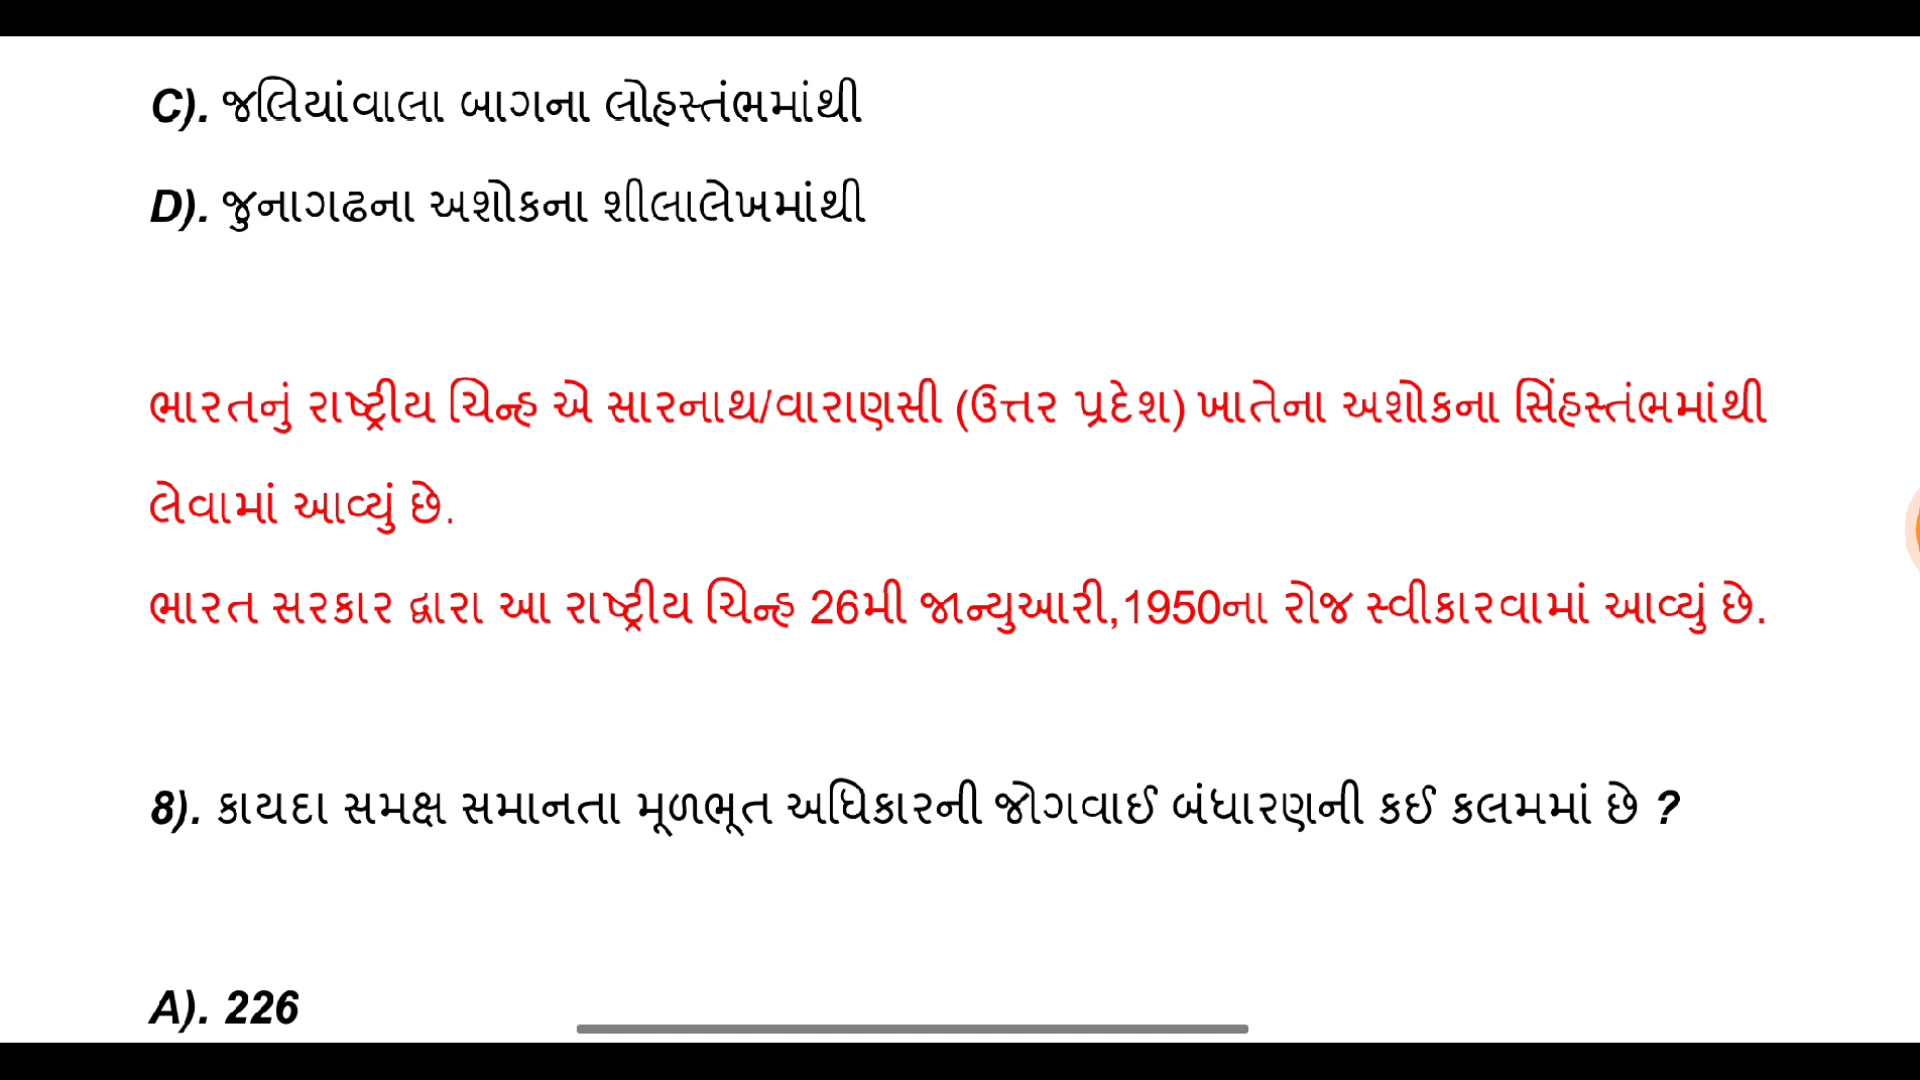 C). જલિયાંવાલા બાગના લોહસ્તંભમાંથી
D). જુનાગઢના અશોકના શીલાલેખમાંથી
ભારતનું રાષ્ટ્રીય ચિન્હ એ સારનાથ/વારાણસી (ઉત્તર પ્રદેશ) ખાતેના અશોકના સિંહસ્તંભમાંથી
લેવામાં આવ્યું છે.
ભારત સરકાર દ્વારા આ રાષ્ટ્રીય ચિન્હ 26મી જાન્યુઆરી,1950ના રોજ સ્વીકારવામાં આવ્યું છે.
8). કાયદા સમક્ષ સમાનતા મૂળભૂત અધિકારની જોગવાઈ બંધારણની કઈ કલમમાં છે ?
A). 226